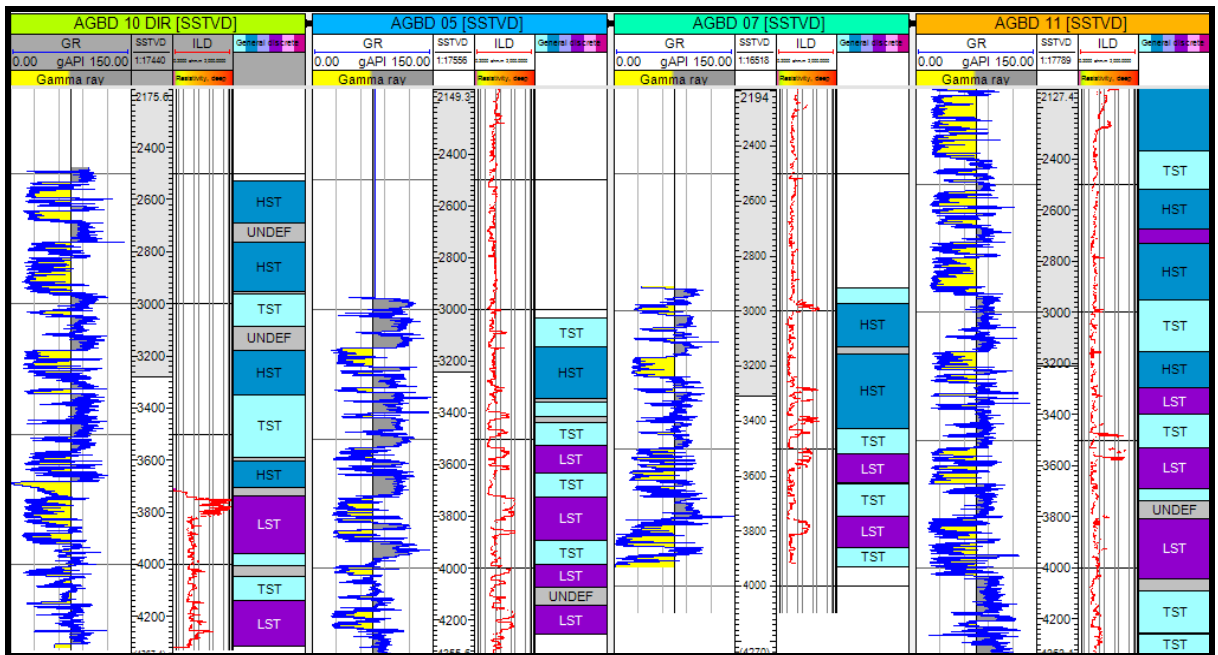 AGBD 10 DIR [SSTVD]
AGBD 05 [SSTVD]
AGBD 07 [SSTVD]
AGBD 11 [SSTVD]
GR SSTVD ILD General discrete
GR SSTVD ILD General discrete
GR SSTVD ILD General discrete
GR SSTVD ILD General discrete
0.00 gAPI 150.00 1:17440
0.00 gAPI 150.00 1:17556
0.00 gAPI 150.00 1:16518
0.00 gAPI 150.00 1:17789
Gamma ray Resistivity, deep
Gamma ray Resistivity, deep
Gamma ray Resistivity, deep
Gamma ray Resistivity, deep
2175.6
2400
2600
2800
3000
3200
3400
3600
3800
4000
4200
HST
UNDEF
HST
TST
UNDEF
HST
TST
HST
LST
TST
LST
2149.3
2400
2600
2800
3000
3200
3400
3600
3800
4000
4200
TST
HST
TST
LST
TST
LST
TST
LST
UNDEF
LST
2194
2400
2600
2800
3000
3200
3400
3600
3800
4000
HST
HST
TST
LST
TST
LST
TST
2127.4
2400
2600
2800
3000
3200
3400
3600
3800
4000
4200
TST
HST
HST
TST
HST
LST
TST
LST
UNDEF
LST
TST
TST